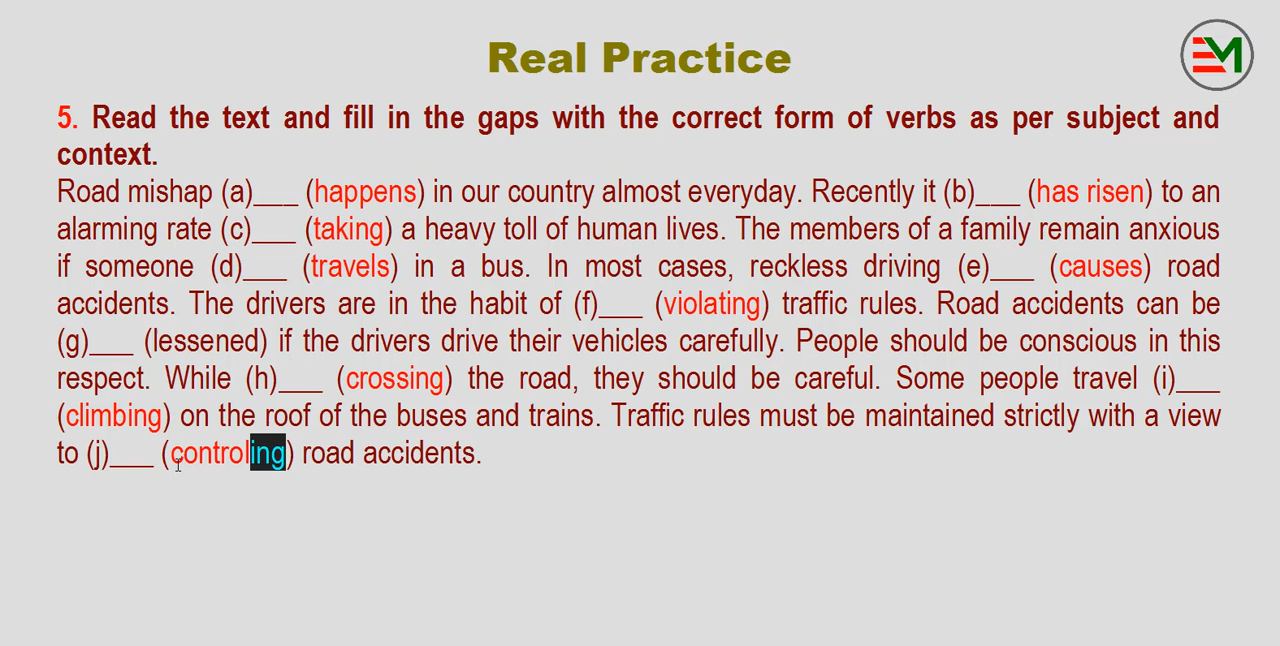 Real Practice
EM
5. Read the text and fill in the gaps with the correct form of verbs as per subject and
context.
Road mishap (a)___ (happens) in our country almost everyday. Recently it (b)___ (has risen) to an
alarming rate (c)___ (taking) a heavy toll of human lives. The members of a family remain anxious
if someone (d)___ (travels) in a bus. In most cases, reckless driving (e)___ (causes) road
accidents. The drivers are in the habit of (f)___ (violating) traffic rules. Road accidents can be
(g)___ (lessened) if the drivers drive their vehicles carefully. People should be conscious in this
respect. While (h)___ (crossing) the road, they should be careful. Some people travel (i)___
(climbing) on the roof of the buses and trains. Traffic rules must be maintained strictly with a view
to (j)___ (controling) road accidents.